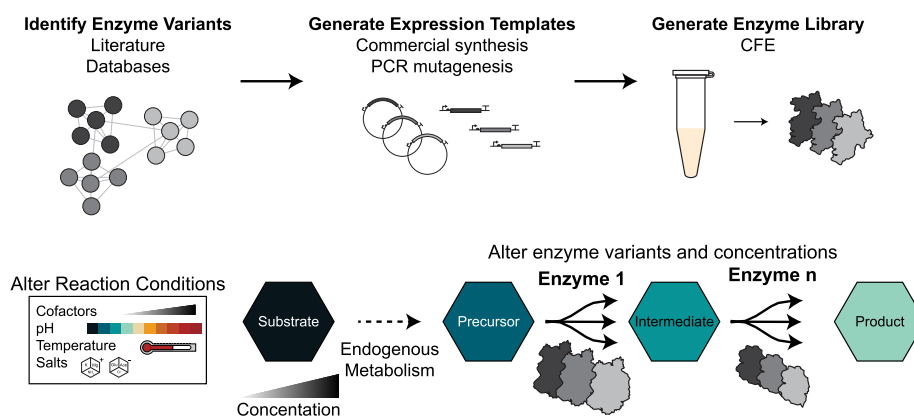 Identify Enzyme Variants
Literature
Databases
Generate Expression Templates
Commercial synthesis
PCR mutagenesis
Generate Enzyme Library
CFE
Alter enzyme variants and concentrations
Alter Reaction Conditions
Cofactors
pH
Temperature
Salts
Substrate
Concentation
Endogenous
Metabolism
Precursor
Enzyme 1
Intermediate
Enzyme n
Product